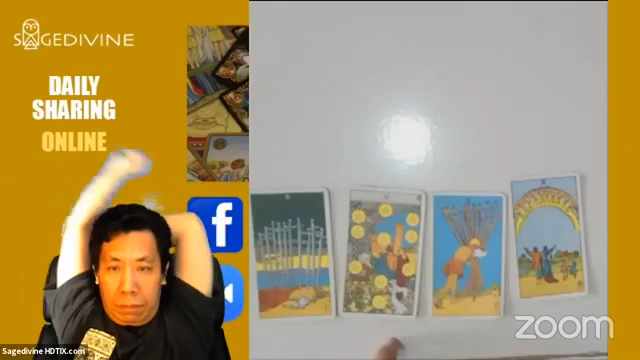 SAGEDIVINE
DAILY
SHARING
ONLINE
X
X
X
Sagedivine HDTIX.com
zoom